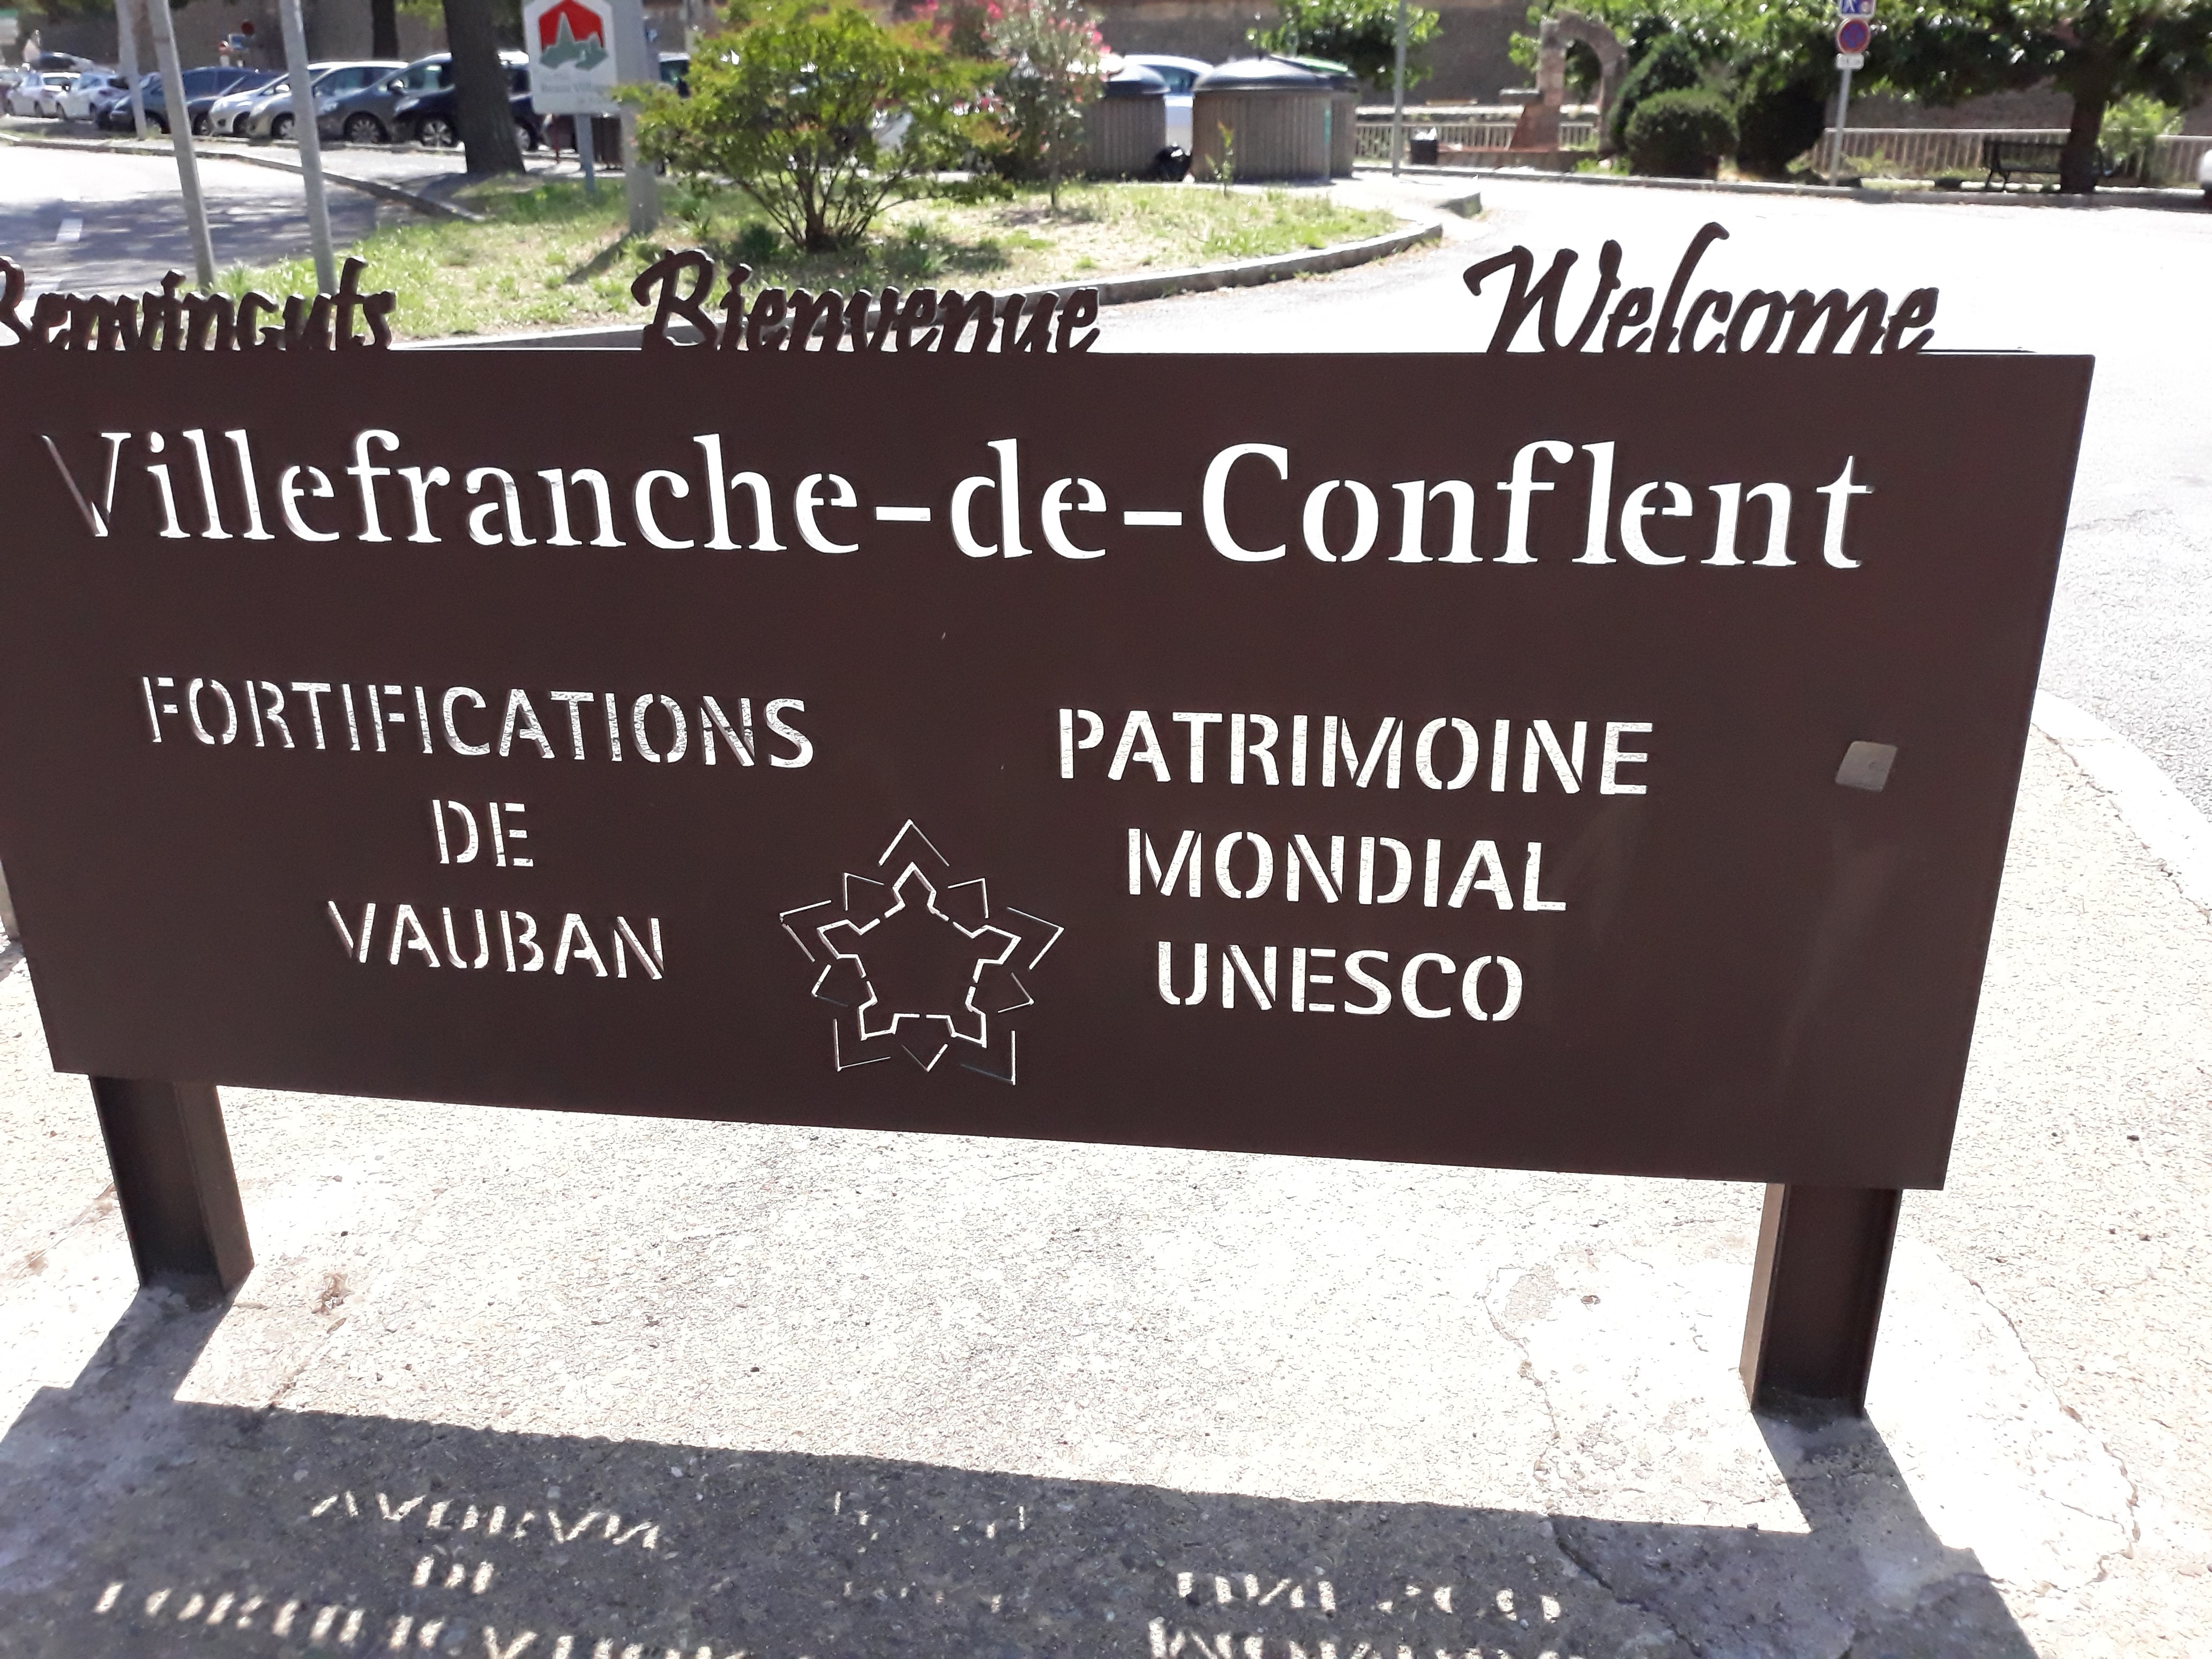 Benvinguts Bienvenue Welcome
Villefranche-de-Conflent
FORTIFICATIONS
DE
VAUBAN
PATRIMOINE
MONDIAL
UNESCO